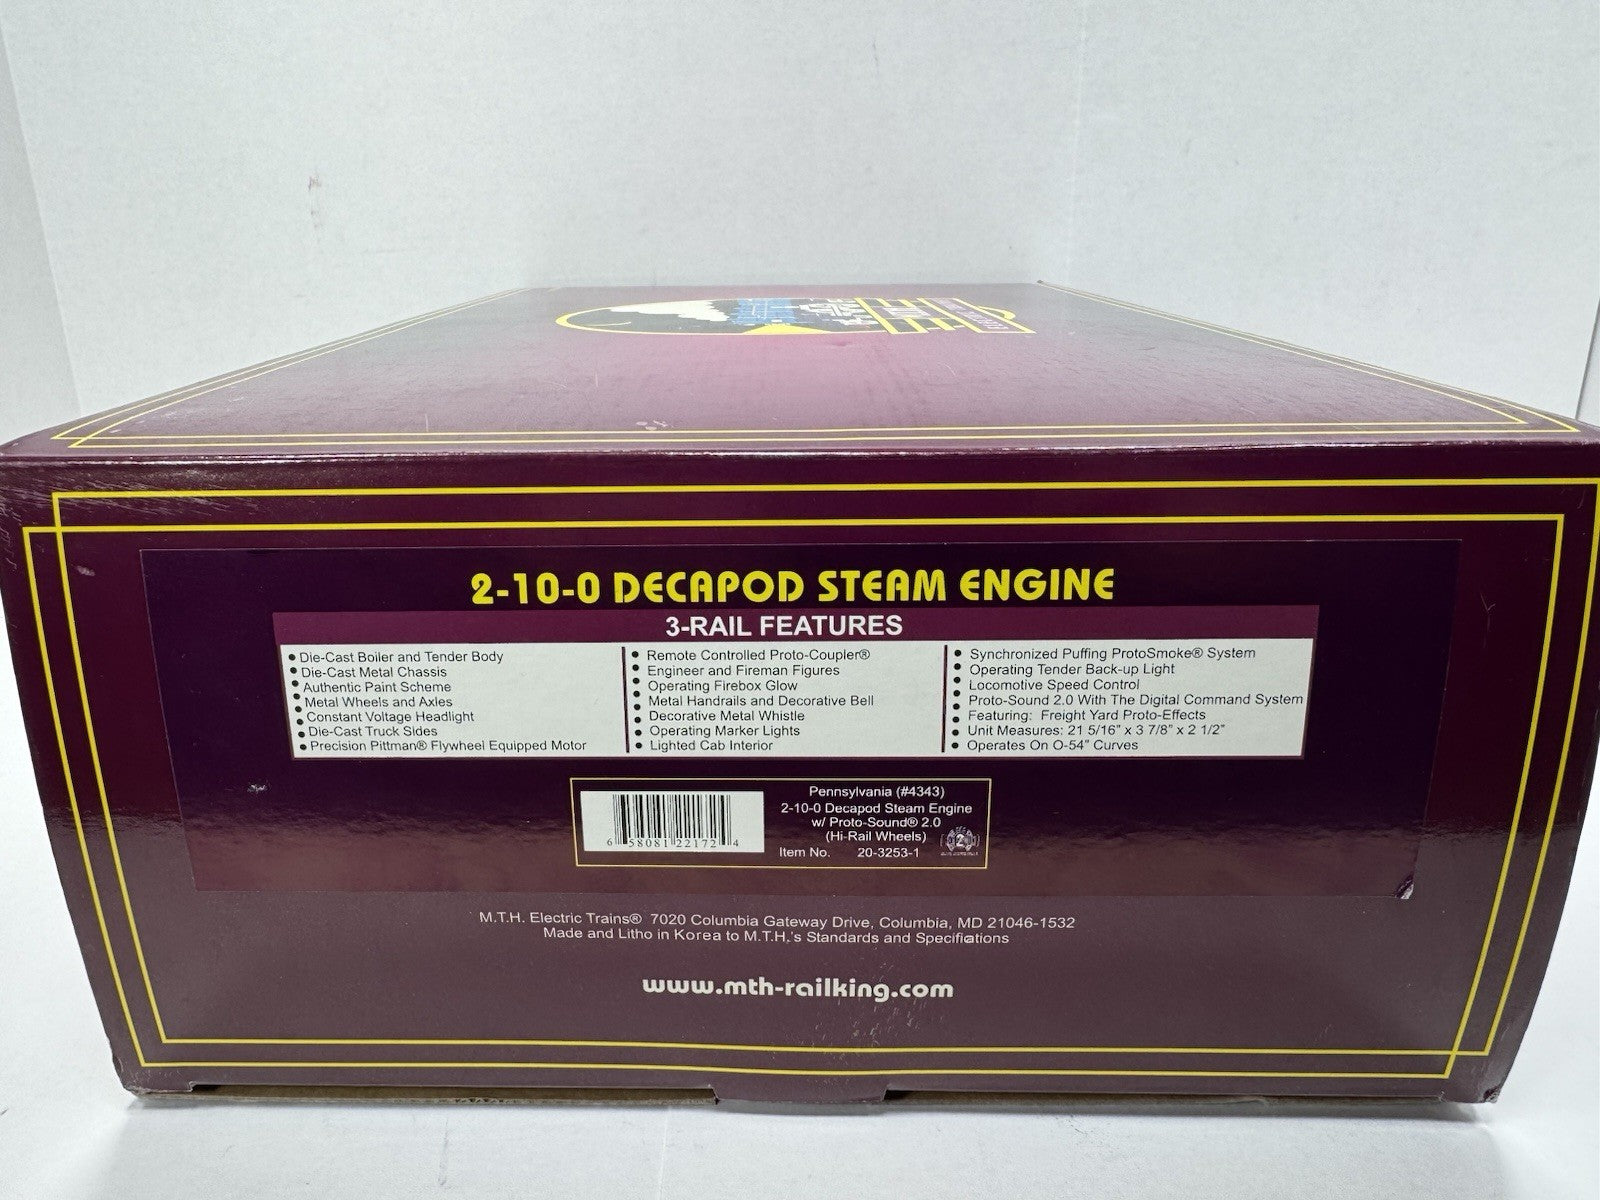 2-10-0 DECAPOD STEAM ENGINE
3-RAIL FEATURES
• Die-Cast Boiler and Tender Body
• Die-Cast Metal Chassis
• Authentic Paint Scheme
• Metal Wheels and Axles
• Constant Voltage Headlight
• Die-Cast Truck Sides
• Precision Pittman® Flywheel Equipped Motor
• Remote Controlled Proto-Coupler®
• Engineer and Fireman Figures
• Operating Firebox Glow
• Metal Handrails and Decorative Bell
• Decorative Metal Whistle
• Operating Marker Lights
• Lighted Cab Interior
• Synchronized Puffing ProtoSmoke® System
• Operating Tender Back-up Light
• Locomotive Speed Control
• Proto-Sound 2.0 With The Digital Command System
• Featuring: Freight Yard Proto-Effects
• Unit Measures: 21 5/16" x 3 7/8" x 2 1/2"
• Operates On O-54" Curves
Pennsylvania (#4343)
2-10-0 Decapod Steam Engine
w/ Proto-Sound® 2.0
(Hi-Rail Wheels)
Item No. 20-3253-1
6 58081 22172 4
M.T.H. Electric Trains® 7020 Columbia Gateway Drive, Columbia, MD 21046-1532
Made and Litho in Korea to M.T.H.'s Standards and Specifiations
www.mth-railking.com